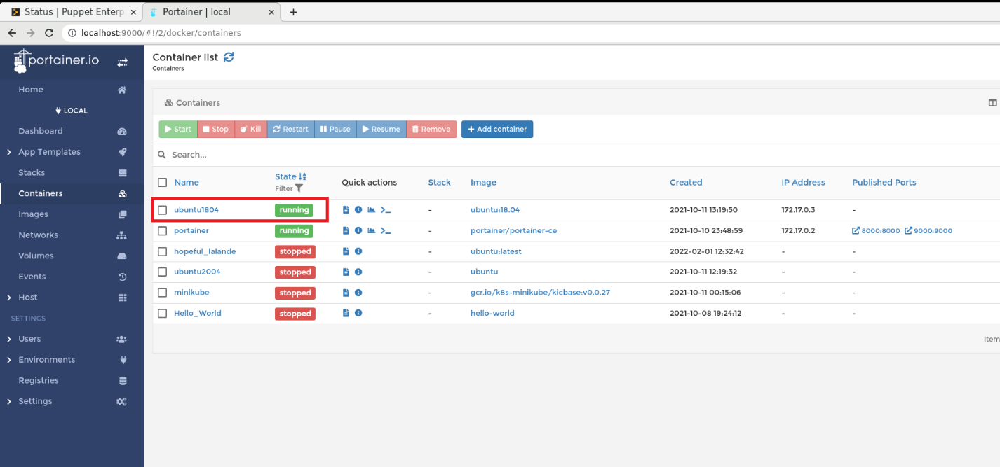 Status | Puppet Enterp × Portainer | local × +
localhost:9000/#!/2/docker/containers
portainer.io
Home
LOCAL
Dashboard
App Templates
Stacks
Containers
Images
Networks
Volumes
Events
Host
SETTINGS
Users
Environments
Registries
Settings
Container list
Containers
Containers
Start Stop Kill Restart Pause Resume Remove + Add container
Search...
Name State Filter Quick actions Stack Image Created IP Address Published Ports
ubuntu1804 running - ubuntu:18.04 2021-10-11 13:19:50 172.17.0.3 -
portainer running - portainer/portainer-ce 2021-10-10 23:48:59 172.17.0.2 8000:8000 9000:9000
hopeful_lalande stopped - ubuntu:latest 2022-02-01 12:32:42 - -
ubuntu2004 stopped - ubuntu 2021-10-11 12:19:32 - -
minikube stopped - gcr.io/k8s-minikube/kicbase:v0.0.27 2021-10-11 00:15:06 - -
Hello_World stopped - hello-world 2021-10-08 19:24:12 - -
Item